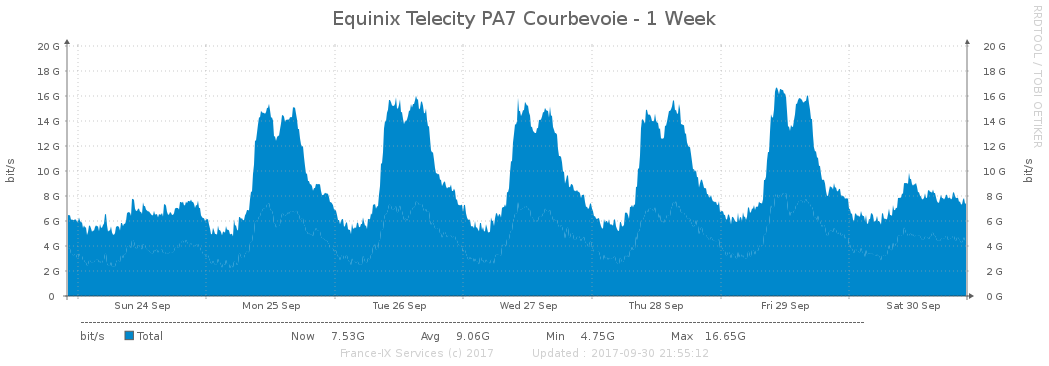 Equinix Telecity PA7 Courbevoie - 1 Week
RRDTOOL / TOBI OETIKER
bit/s
20 G 20 G
18 G 18 G
16 G 16 G
14 G 14 G
12 G 12 G
10 G 10 G
8 G 8 G
6 G 6 G
4 G 4 G
2 G 2 G
0 0 G
bit/s
Sun 24 Sep Mon 25 Sep Tue 26 Sep Wed 27 Sep Thu 28 Sep Fri 29 Sep Sat 30 Sep
bit/s Total Now 7.53G Avg 9.06G Min 4.75G Max 16.65G
France-IX Services (c) 2017 Updated : 2017-09-30 21:55:12